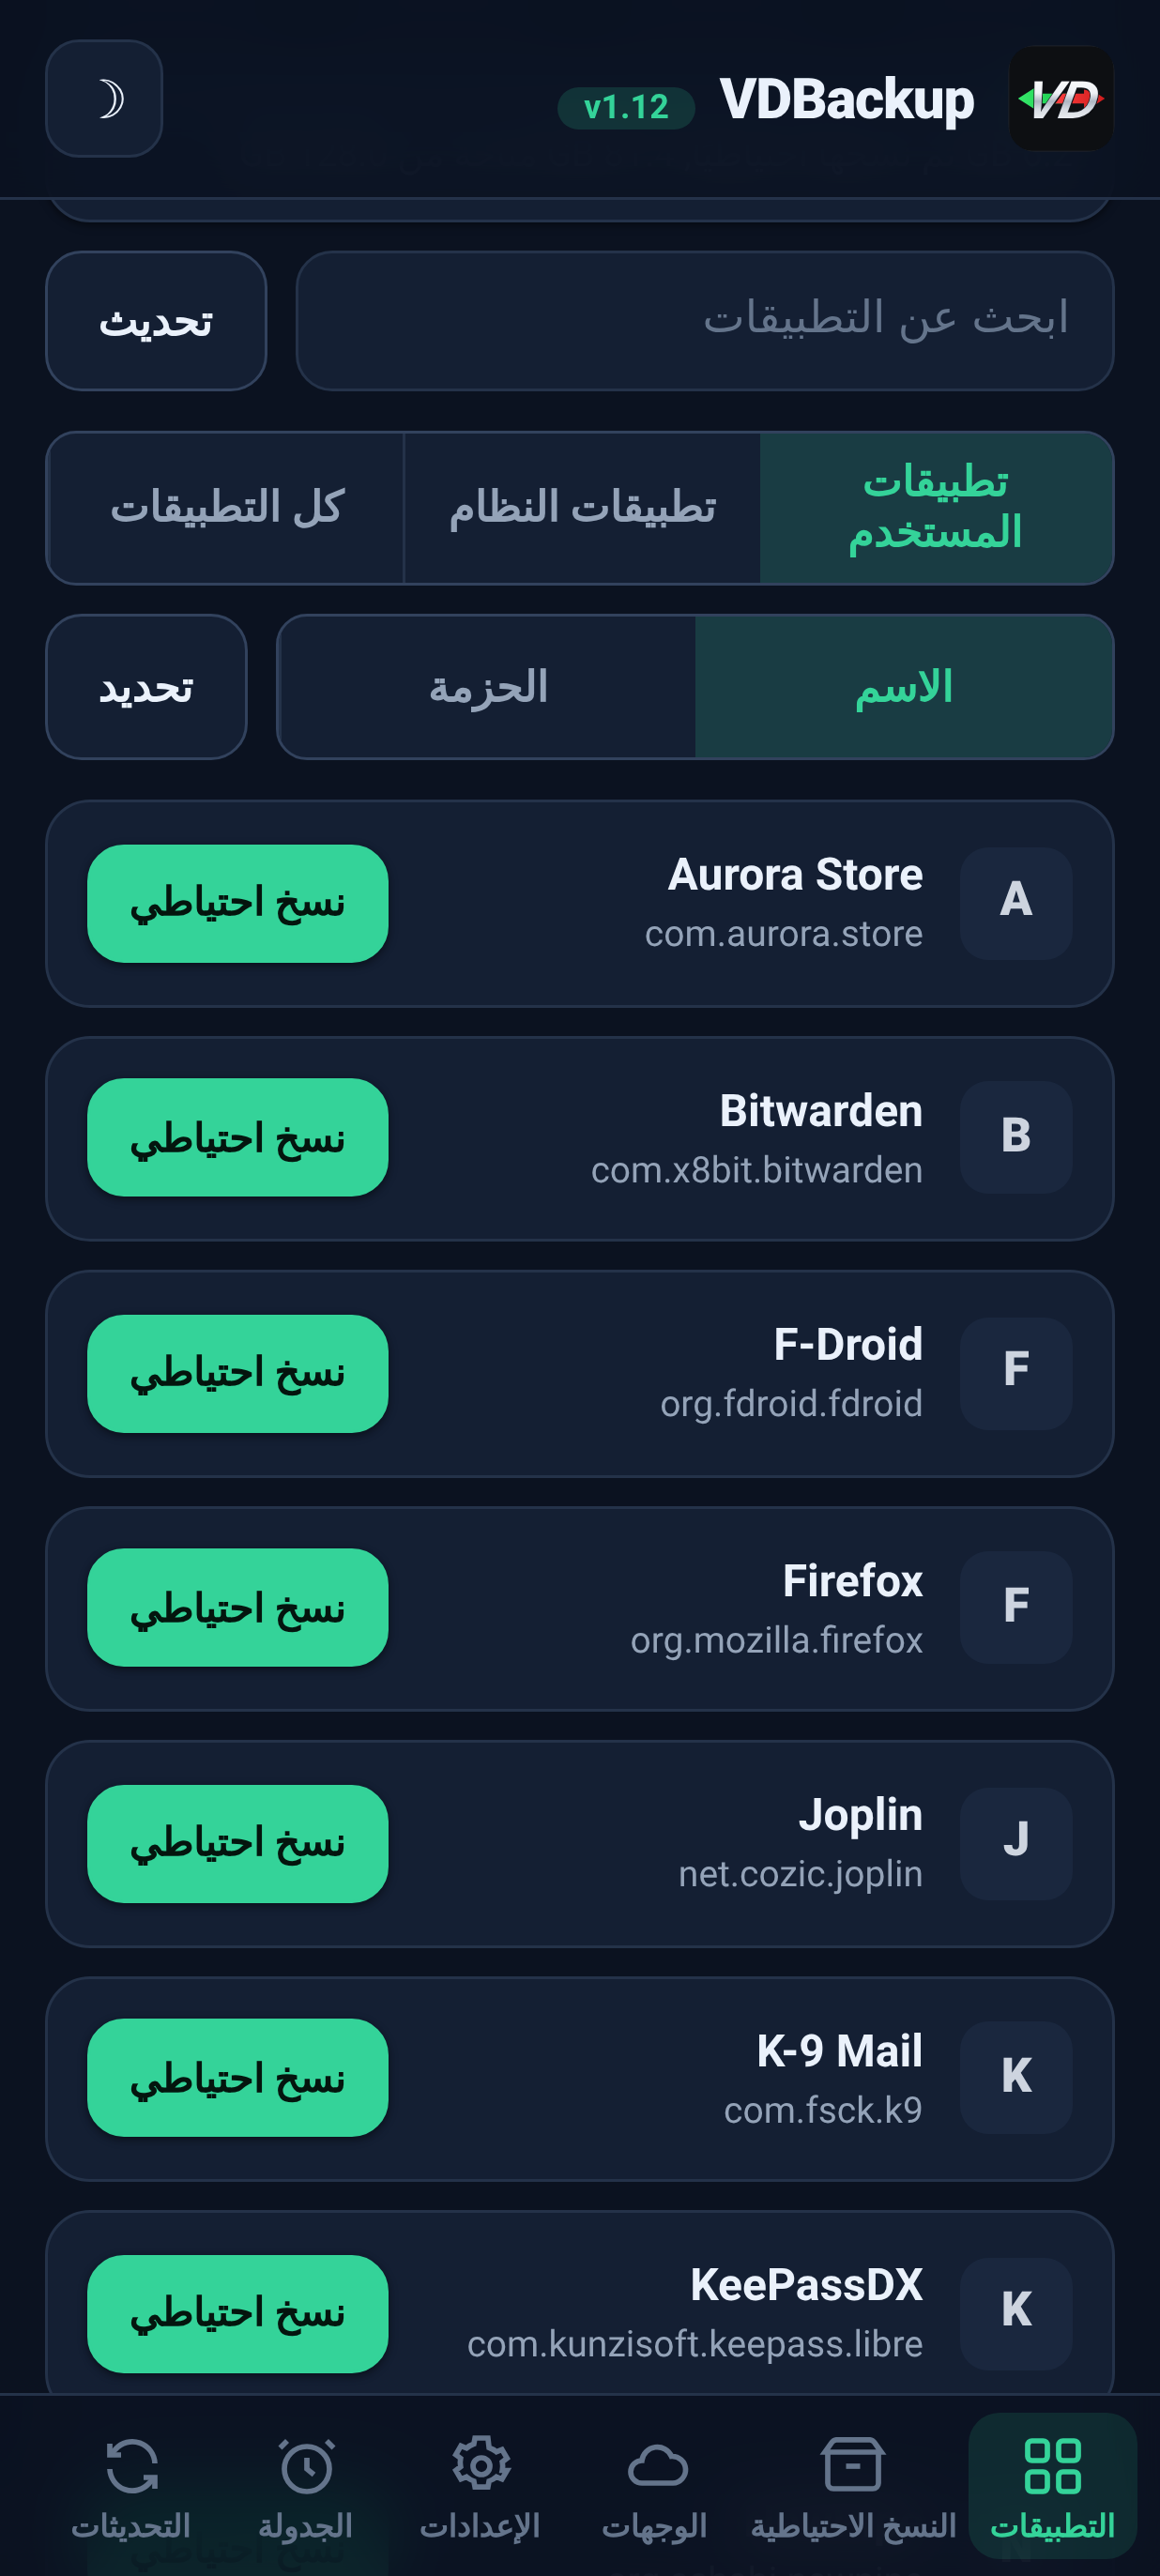 VD
VDBackup v1.12
ابحث عن التطبيقات
تحديث
تطبيقات المستخدم
تطبيقات النظام
كل التطبيقات
الاسم
الحزمة
تحديد
A
Aurora Store
com.aurora.store
نسخ احتياطي
B
Bitwarden
com.x8bit.bitwarden
نسخ احتياطي
F
F-Droid
org.fdroid.fdroid
نسخ احتياطي
F
Firefox
org.mozilla.firefox
نسخ احتياطي
J
Joplin
net.cozic.joplin
نسخ احتياطي
K
K-9 Mail
com.fsck.k9
نسخ احتياطي
K
KeePassDX
com.kunzisoft.keepass.libre
نسخ احتياطي
التطبيقات
النسخ الاحتياطية
الوجهات
الإعدادات
الجدولة
التحديثات